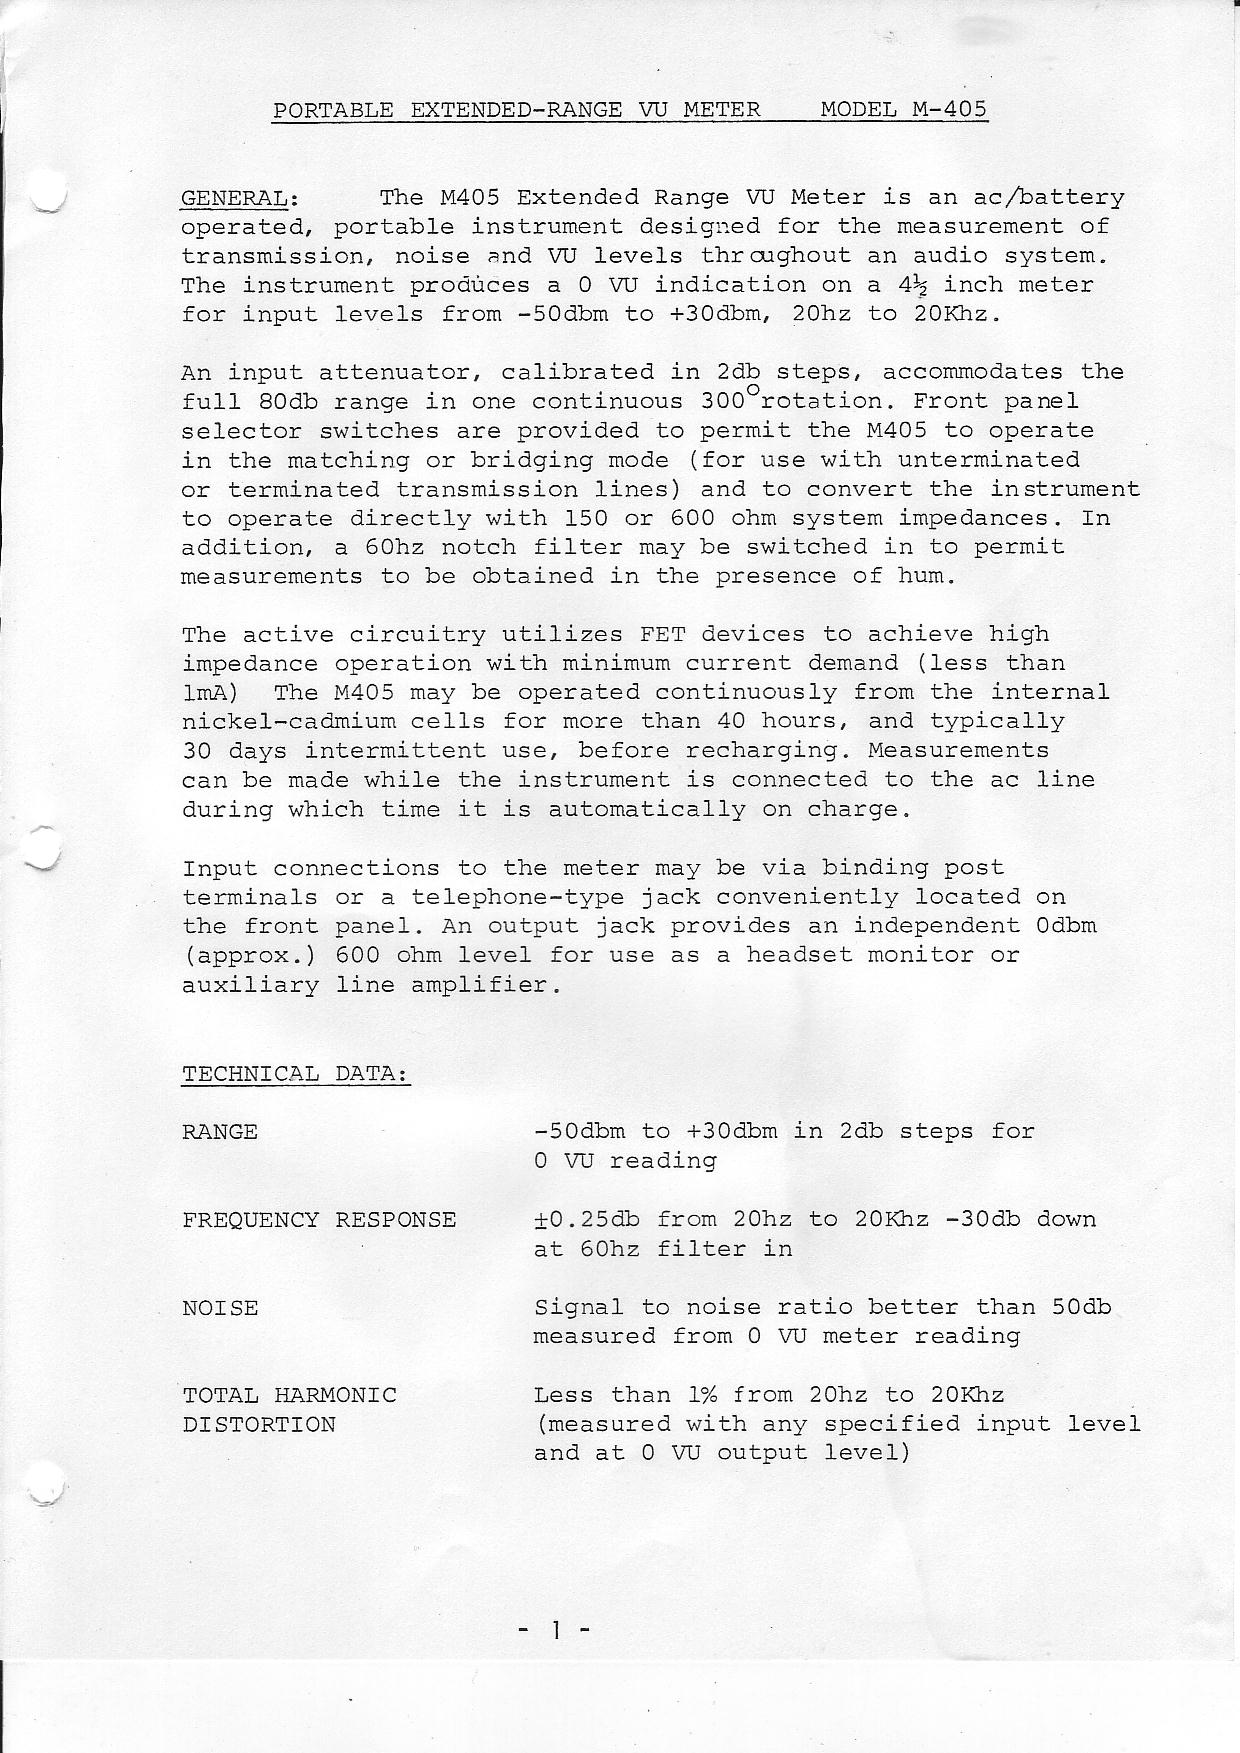 PORTABLE EXTENDED-RANGE VU METER MODEL M-405
GENERAL: The M405 Extended Range VU Meter is an ac/battery
operated, portable instrument designed for the measurement of
transmission, noise and VU levels throughout an audio system.
The instrument produces a 0 VU indication on a 4½ inch meter
for input levels from -50dbm to +30dbm, 20hz to 20Khz.
An input attenuator, calibrated in 2db steps, accommodates the
full 80db range in one continuous 300° rotation. Front panel
selector switches are provided to permit the M405 to operate
in the matching or bridging mode (for use with unterminated
or terminated transmission lines) and to convert the instrument
to operate directly with 150 or 600 ohm system impedances. In
addition, a 60hz notch filter may be switched in to permit
measurements to be obtained in the presence of hum.
The active circuitry utilizes FET devices to achieve high
impedance operation with minimum current demand (less than
1mA) The M405 may be operated continuously from the internal
nickel-cadmium cells for more than 40 hours, and typically
30 days intermittent use, before recharging. Measurements
can be made while the instrument is connected to the ac line
during which time it is automatically on charge.
Input connections to the meter may be via binding post
terminals or a telephone-type jack conveniently located on
the front panel. An output jack provides an independent 0dbm
(approx.) 600 ohm level for use as a headset monitor or
auxiliary line amplifier.
TECHNICAL DATA:
RANGE -50dbm to +30dbm in 2db steps for
0 VU reading
FREQUENCY RESPONSE ±0.25db from 20hz to 20Khz -30db down
at 60hz filter in
NOISE Signal to noise ratio better than 50db
measured from 0 VU meter reading
TOTAL HARMONIC Less than 1% from 20hz to 20Khz
DISTORTION (measured with any specified input level
and at 0 VU output level)
- 1 -